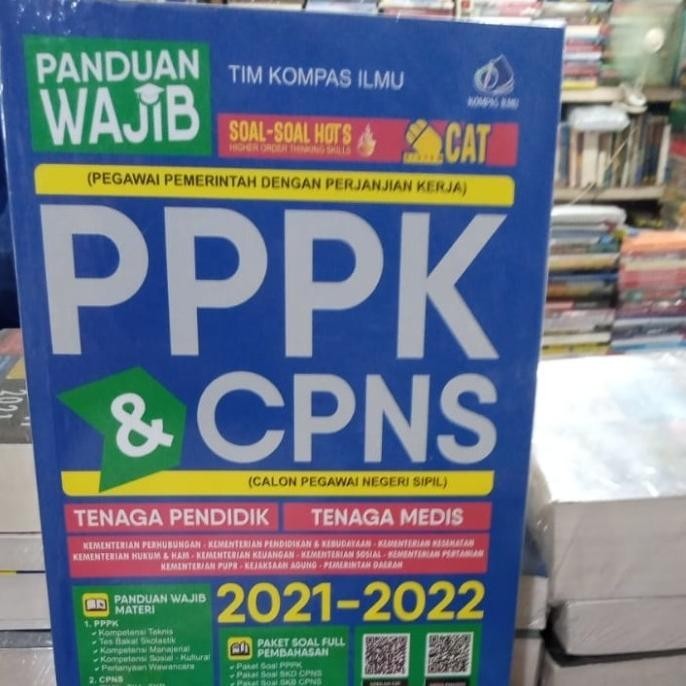 PANDUAN
WAJIB
TIM KOMPAS ILMU
KOMPAS ILMU
SOAL-SOAL HOTS
HIGHER ORDER THINKING SKILLS
CAT
(PEGAWAI PEMERINTAH DENGAN PERJANJIAN KERJA)
PPPK
& CPNS
(CALON PEGAWAI NEGERI SIPIL)
TENAGA PENDIDIK
TENAGA MEDIS
KEMENTERIAN PERHUBUNGAN - KEMENTERIAN PENDIDIKAN & KEBUDAYAAN - KEMENTERIAN KESEHATAN
KEMENTERIAN HUKUM & HAM - KEMENTERIAN KEUANGAN - KEMENTERIAN SOSIAL - KEMENTERIAN PERTANIAN
KEMENTERIAN PUPR - KEJAKSAAN AGUNG - PEMERINTAH DAERAH
2021-2022
PANDUAN WAJIB
MATERI
1. PPPK
✓ Kompetensi Teknis
✓ Tes Bakat Skolastik
✓ Kompetensi Manajerial
✓ Kompetensi Sosial - Kultural
✓ Pertanyaan Wawancara
2. CPNS
PAKET SOAL FULL
PEMBAHASAN
✓ Paket Soal PPPK
✓ Paket Soal SKD CPNS
✓ Paket Soal SKB CPNS
2021